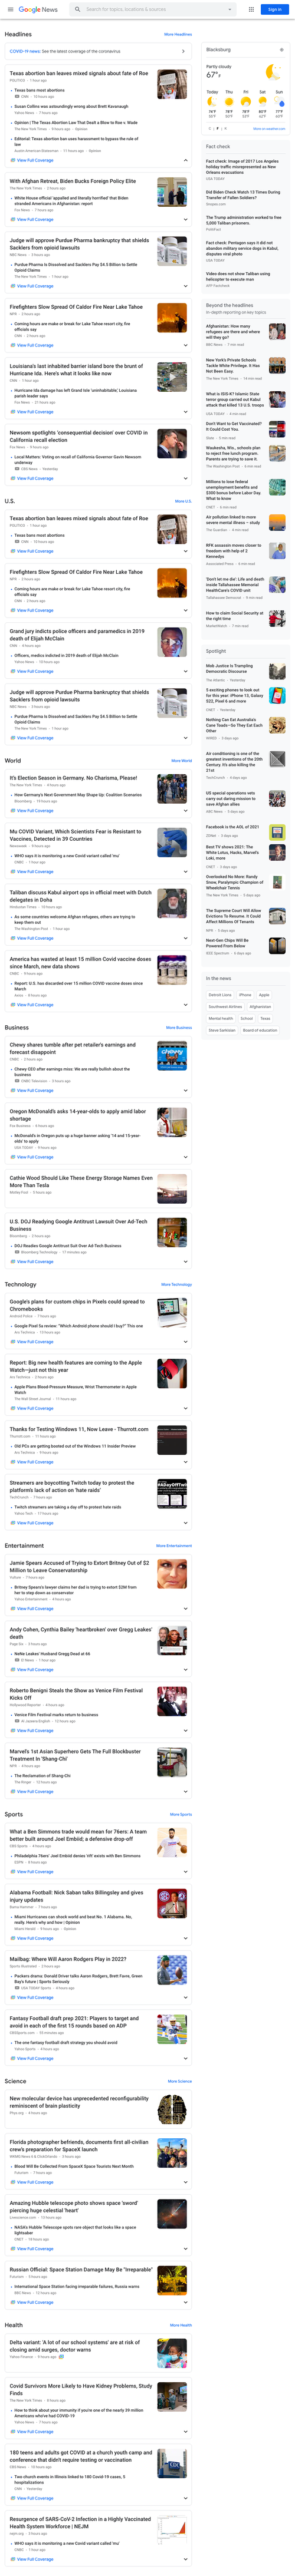 Google News
Search for topics, locations & sources
Sign in
Headlines
More Headlines
COVID-19 news: See the latest coverage of the coronavirus
Texas abortion ban leaves mixed signals about fate of Roe
POLITICO · 1 hour ago
Texas bans most abortions
CNN · 10 hours ago
Susan Collins was astoundingly wrong about Brett Kavanaugh
Yahoo News · 7 hours ago
Opinion | The Texas Abortion Law That Dealt a Blow to Roe v. Wade
The New York Times · 9 hours ago · Opinion
Editorial: Texas abortion ban uses harassment to bypass the rule of
law
Austin American-Statesman · 11 hours ago · Opinion
View Full Coverage
With Afghan Retreat, Biden Bucks Foreign Policy Elite
The New York Times · 2 hours ago
White House official 'appalled and literally horrified' that Biden
stranded Americans in Afghanistan: report
Fox News · 7 hours ago
View Full Coverage
Judge will approve Purdue Pharma bankruptcy that shields
Sacklers from opioid lawsuits
NBC News · 3 hours ago
Purdue Pharma Is Dissolved and Sacklers Pay $4.5 Billion to Settle
Opioid Claims
The New York Times · 1 hour ago
View Full Coverage
Firefighters Slow Spread Of Caldor Fire Near Lake Tahoe
NPR · 3 hours ago
Coming hours are make or break for Lake Tahoe resort city, fire
officials say
CNN · 2 hours ago
View Full Coverage
Louisiana's last inhabited barrier island bore the brunt of
Hurricane Ida. Here's what it looks like now
CNN · 1 hour ago
Hurricane Ida damage has left Grand Isle 'uninhabitable,' Louisiana
parish leader says
Fox News · 21 hours ago
View Full Coverage
Newsom spotlights 'consequential decision' over COVID in
California recall election
Fox News · 9 hours ago
Local Matters: Voting on recall of California Governor Gavin Newsom
underway
CBS News · Yesterday
View Full Coverage
U.S.
More U.S.
Texas abortion ban leaves mixed signals about fate of Roe
POLITICO · 1 hour ago
Texas bans most abortions
CNN · 10 hours ago
View Full Coverage
Firefighters Slow Spread Of Caldor Fire Near Lake Tahoe
NPR · 3 hours ago
Coming hours are make or break for Lake Tahoe resort city, fire
officials say
CNN · 2 hours ago
View Full Coverage
Grand jury indicts police officers and paramedics in 2019
death of Elijah McClain
CNN · 4 hours ago
Officers, medics indicted in 2019 death of Elijah McClain
Yahoo News · 10 hours ago
View Full Coverage
Judge will approve Purdue Pharma bankruptcy that shields
Sacklers from opioid lawsuits
NBC News · 3 hours ago
Purdue Pharma Is Dissolved and Sacklers Pay $4.5 Billion to Settle
Opioid Claims
The New York Times · 1 hour ago
View Full Coverage
World
More World
It's Election Season in Germany. No Charisma, Please!
The New York Times · 4 hours ago
How Germany's Next Government May Shape Up: Coalition Scenarios
Bloomberg · 19 hours ago
View Full Coverage
Mu COVID Variant, Which Scientists Fear Is Resistant to
Vaccines, Detected in 39 Countries
Newsweek · 9 hours ago
WHO says it is monitoring a new Covid variant called 'mu'
CNBC · 1 hour ago
View Full Coverage
Taliban discuss Kabul airport ops in official meet with Dutch
delegates in Doha
Hindustan Times · 10 hours ago
As some countries welcome Afghan refugees, others are trying to
keep them out
The Washington Post · 1 hour ago
View Full Coverage
America has wasted at least 15 million Covid vaccine doses
since March, new data shows
CNBC · 9 hours ago
Report: U.S. has discarded over 15 million COVID vaccine doses since
March
Axios · 8 hours ago
View Full Coverage
Business
More Business
Chewy shares tumble after pet retailer's earnings and
forecast disappoint
CNBC · 2 hours ago
Chewy CEO after earnings miss: We are really bullish about the
business
CNBC Television · 2 hours ago
View Full Coverage
Oregon McDonald's asks 14-year-olds to apply amid labor
shortage
Fox Business · 6 hours ago
McDonald's in Oregon puts up a huge banner asking '14 and 15-year-
olds' to apply
USA TODAY · 9 hours ago
View Full Coverage
Cathie Wood Should Like These Energy Storage Names Even
More Than Tesla
Motley Fool · 5 hours ago
U.S. DOJ Readying Google Antitrust Lawsuit Over Ad-Tech
Business
Bloomberg · 2 hours ago
DOJ Readies Google Antitrust Suit Over Ad-Tech Business
Bloomberg Technology · 11 minutes ago
View Full Coverage
Technology
More Technology
Google's plans for custom chips in Pixels could spread to
Chromebooks
Android Police · 7 hours ago
Google Pixel 5a review: "Which Android phone should I buy?" This one
Ars Technica · 13 hours ago
View Full Coverage
Report: Big new health features are coming to the Apple
Watch—just not this year
Ars Technica · 2 hours ago
Apple Plans Blood-Pressure Measure, Wrist Thermometer in Apple
Watch
The Wall Street Journal · 11 hours ago
View Full Coverage
Thanks for Testing Windows 11, Now Leave - Thurrott.com
Thurrott.com · 11 hours ago
Old PCs are getting booted out of the Windows 11 Insider Preview
Ars Technica · 9 hours ago
View Full Coverage
Streamers are boycotting Twitch today to protest the
platform's lack of action on 'hate raids'
TechCrunch · 7 hours ago
Twitch streamers are taking a day off to protest hate raids
Yahoo Tech · 17 hours ago
View Full Coverage
Entertainment
More Entertainment
Jamie Spears Accused of Trying to Extort Britney Out of $2
Million to Leave Conservatorship
Vulture · 7 hours ago
Britney Spears's lawyer claims her dad is trying to extort $2M from
her to step down as conservator
Yahoo Entertainment · 4 hours ago
View Full Coverage
Andy Cohen, Cynthia Bailey 'heartbroken' over Gregg Leakes'
death
Page Six · 3 hours ago
NeNe Leakes' Husband Gregg Dead at 66
E! News · 1 hour ago
View Full Coverage
Roberto Benigni Steals the Show as Venice Film Festival
Kicks Off
Hollywood Reporter · 4 hours ago
Venice Film Festival marks return to business
Al Jazeera English · 12 hours ago
View Full Coverage
Marvel's 1st Asian Superhero Gets The Full Blockbuster
Treatment In 'Shang-Chi'
NPR · 4 hours ago
The Reclamation of Shang-Chi
The Ringer · 12 hours ago
View Full Coverage
Sports
More Sports
What a Ben Simmons trade would mean for 76ers: A team
better built around Joel Embiid; a defensive drop-off
CBS Sports · 4 hours ago
Philadelphia 76ers' Joel Embiid denies 'rift' exists with Ben Simmons
ESPN · 6 hours ago
View Full Coverage
Alabama Football: Nick Saban talks Billingsley and gives
injury updates
Bama Hammer · 7 hours ago
Miami Hurricanes can shock world and beat No. 1 Alabama. No,
really. Here's why and how | Opinion
Miami Herald · 9 hours ago · Opinion
View Full Coverage
Mailbag: Where Will Aaron Rodgers Play in 2022?
Sports Illustrated · 2 hours ago
Packers drama: Donald Driver talks Aaron Rodgers, Brett Favre, Green
Bay's future | Sports Seriously
USA TODAY Sports · 4 hours ago
View Full Coverage
Fantasy Football draft prep 2021: Players to target and
avoid in each of the first 15 rounds based on ADP
CBSSports.com · 53 minutes ago
The one fantasy football draft strategy you should avoid
Yahoo Sports · 4 hours ago
View Full Coverage
Science
More Science
New molecular device has unprecedented reconfigurability
reminiscent of brain plasticity
Phys.org · 6 hours ago
Florida photographer befriends, documents first all-civilian
crew's preparation for SpaceX launch
WKMG News 6 & ClickOrlando · 5 hours ago
Blood Will Be Collected From SpaceX Space Tourists Next Month
Futurism · 7 hours ago
View Full Coverage
Amazing Hubble telescope photo shows space 'sword'
piercing huge celestial 'heart'
Livescience.com · 13 hours ago
NASA's Hubble Telescope spots rare object that looks like a space
lightsaber
CNET · 18 hours ago
View Full Coverage
Russian Official: Space Station Damage May Be "Irreparable"
Futurism · 5 hours ago
International Space Station facing irreparable failures, Russia warns
BBC News · 12 hours ago
View Full Coverage
Health
More Health
Delta variant: 'A lot of our school systems' are at risk of
closing amid surges, doctor warns
Yahoo Finance · 8 hours ago
Covid Survivors More Likely to Have Kidney Problems, Study
Finds
The New York Times · 8 hours ago
How to think about your immunity if you're one of the nearly 39 million
Americans who've had COVID-19
Yahoo News · 7 hours ago
View Full Coverage
180 teens and adults got COVID at a church youth camp and
conference that didn't require testing or vaccination
CBS News · 10 hours ago
Two church events in Illinois linked to 180 Covid-19 cases, 5
hospitalizations
CNN · Yesterday
View Full Coverage
Resurgence of SARS-CoV-2 Infection in a Highly Vaccinated
Health System Workforce | NEJM
nejm.org · 3 hours ago
WHO says it is monitoring a new Covid variant called 'mu'
CNBC · 1 hour ago
View Full Coverage
Blacksburg
Partly cloudy
67°F
Today Thu Fri Sat Sun
C | F | K
More on weather.com
Fact check
Fact check: Image of 2017 Los Angeles
holiday traffic misrepresented as New
Orleans evacuations
USA TODAY
Did Biden Check Watch 13 Times During
Transfer of Fallen Soldiers?
Snopes.com
The Trump administration worked to free
5,000 Taliban prisoners.
PolitiFact
Fact check: Pentagon says it did not
abandon military service dogs in Kabul,
disputes viral photo
USA TODAY
Video does not show Taliban using
helicopter to execute man
AFP Factcheck
Beyond the headlines
In-depth reporting on key topics
Afghanistan: How many
refugees are there and where
will they go?
BBC News · 7 min read
New York's Private Schools
Tackle White Privilege. It Has
Not Been Easy
The New York Times · 14 min read
What is ISIS-K? Islamic State
terror group carried out Kabul
attack that killed 13 U.S. troops
USA TODAY · 4 min read
Don't Want to Get Vaccinated?
It Could Cost You.
Slate · 5 min read
Waukesha, Wis., schools plan
to reject free lunch program.
Parents are trying to save it.
The Washington Post · 6 min read
Millions to lose federal
unemployment benefits and
$300 bonus before Labor Day.
What to know
CNET · 6 min read
Air pollution linked to more
severe mental illness – study
The Guardian · 4 min read
RFK assassin moves closer to
freedom with help of 2
Kennedys
Associated Press · 4 min read
'Don't let me die': Life and death
inside Tallahassee Memorial
HealthCare's COVID unit
Tallahassee Democrat · 9 min read
How to claim Social Security at
the right time
MarketWatch · 7 min read
Spotlight
Mob Justice Is Trampling
Democratic Discourse
The Atlantic · Yesterday
5 exciting phones to look out
for this year: iPhone 13, Galaxy
S22, Pixel 6 and more
CNET · Yesterday
Nothing Can Eat Australia's
Cane Toads—So They Eat Each
Other
WIRED · 3 days ago
Air conditioning is one of the
greatest inventions of the 20th
Century. It's also killing the
21st
TechCrunch · 4 days ago
US special operations vets
carry out daring mission to
save Afghan allies
ABC News · 5 days ago
Facebook is the AOL of 2021
ZDNet · 2 days ago
Best TV shows 2021: The
White Lotus, Hacks, Marvel's
Loki, more
CNET · 4 days ago
Overlooked No More: Randy
Snow, Paralympic Champion of
Wheelchair Tennis
The New York Times · 5 days ago
The Supreme Court Will Allow
Evictions To Resume. It Could
Affect Millions Of Tenants
NPR · 5 days ago
Next-Gen Chips Will Be
Powered From Below
IEEE Spectrum · 6 days ago
In the news
Detroit Lions iPhone Apple
Southwest Airlines Afghanistan
Mental health School Texas
Steve Sarkisian Board of education